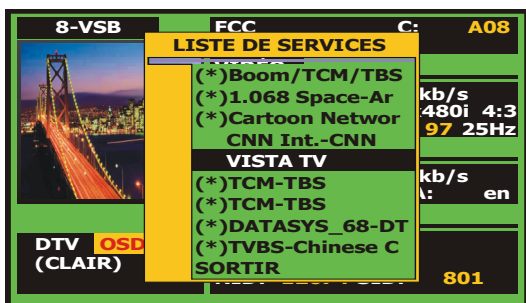 8-VSB FCC C: A08
LISTE DE SERVICES
(*)Boom/TCM/TBS
(*)1.068 Space-Ar
kb/s
(*)Cartoon Networ
480i 4:3
CNN Int.-CNN
97 25Hz
VISTA TV
(*)TCM-TBS
kb/s
(*)TCM-TBS
en
(*)DATASYS_68-DT
DTV OSD
(*)TVBS-Chinese C
(CLAIR)
SORTIR
801